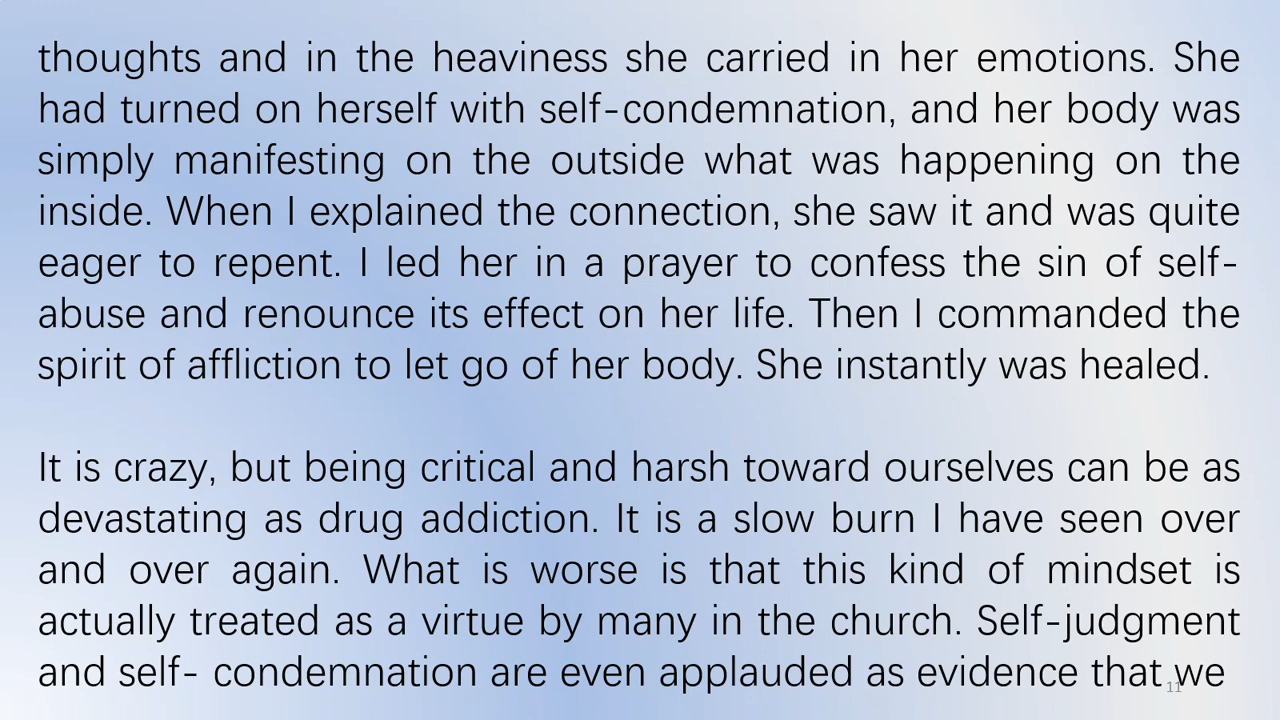 thoughts and in the heaviness she carried in her emotions. She
had turned on herself with self-condemnation, and her body was
simply manifesting on the outside what was happening on the
inside. When I explained the connection, she saw it and was quite
eager to repent. I led her in a prayer to confess the sin of self-
abuse and renounce its effect on her life. Then I commanded the
spirit of affliction to let go of her body. She instantly was healed.
It is crazy, but being critical and harsh toward ourselves can be as
devastating as drug addiction. It is a slow burn I have seen over
and over again. What is worse is that this kind of mindset is
actually treated as a virtue by many in the church. Self-judgment
and self- condemnation are even applauded as evidence that we
11